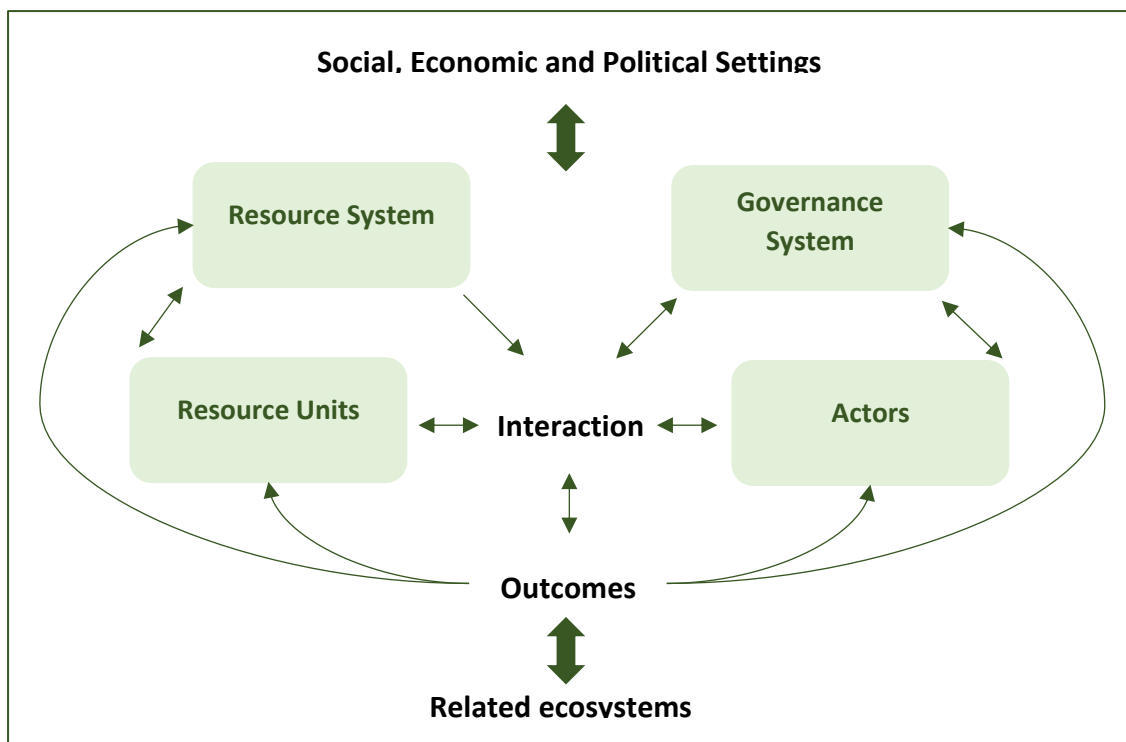 Social, Economic and Political Settings
Resource System
Governance
System
Resource Units
Interaction
Actors
Outcomes
Related ecosystems